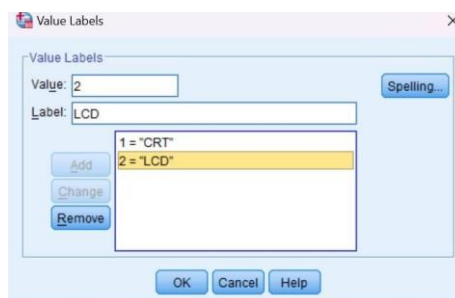 Value Labels
Value Labels
Value: 2
Spelling...
Label: LCD
1 = "CRT"
2 = "LCD"
Add
Change
Remove
OK Cancel Help